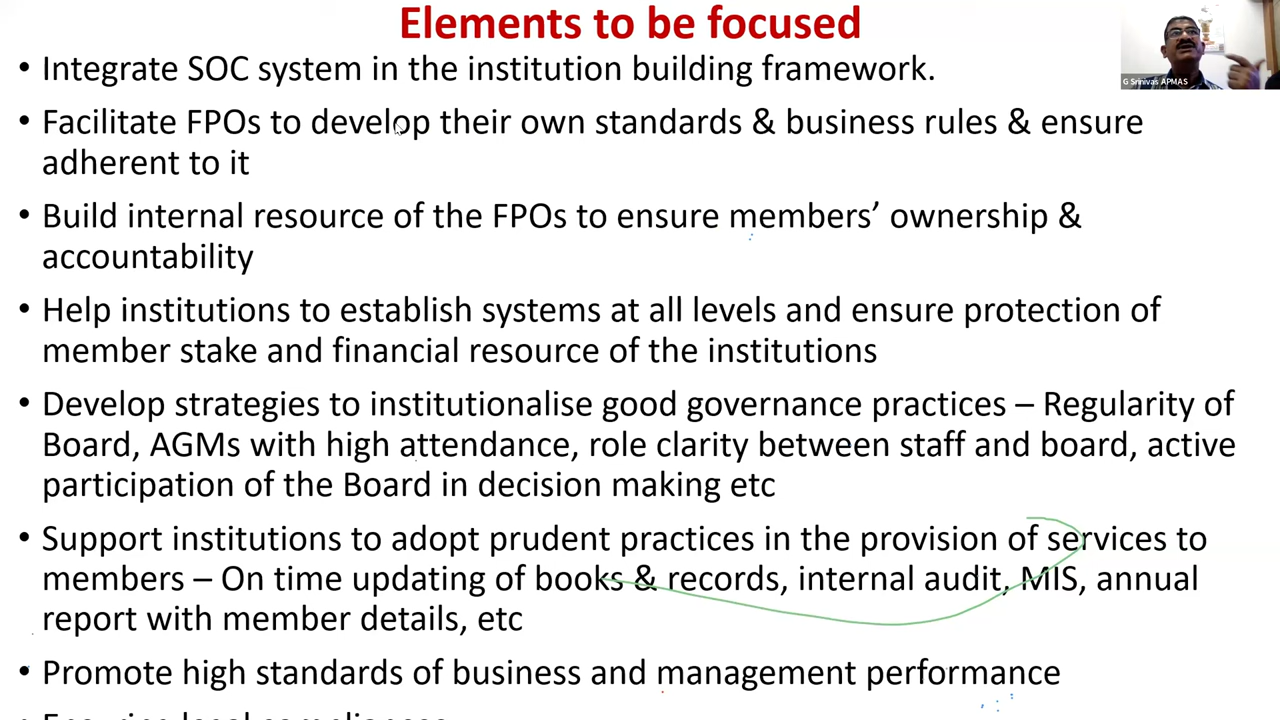 Elements to be focused
• Integrate SOC system in the institution building framework.
• Facilitate FPOs to develop their own standards & business rules & ensure
adherent to it
• Build internal resource of the FPOs to ensure members’ ownership &
accountability
• Help institutions to establish systems at all levels and ensure protection of
member stake and financial resource of the institutions
• Develop strategies to institutionalise good governance practices – Regularity of
Board, AGMs with high attendance, role clarity between staff and board, active
participation of the Board in decision making etc
• Support institutions to adopt prudent practices in the provision of services to
members – On time updating of books & records, internal audit, MIS, annual
report with member details, etc
• Promote high standards of business and management performance
• Ensuring legal compliances
G Srinivas APMAS